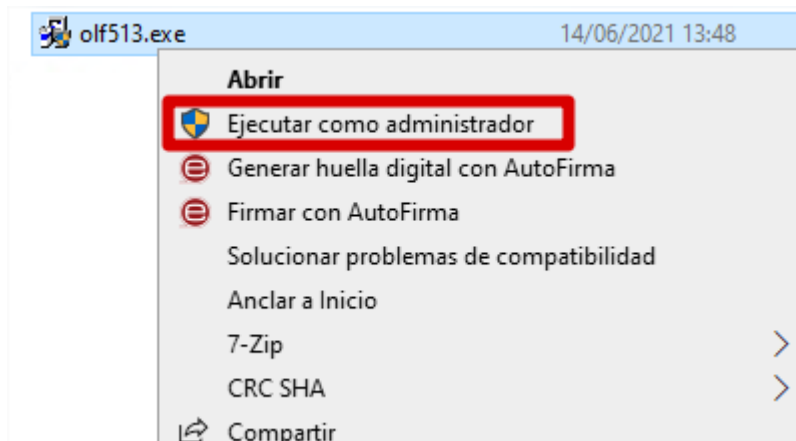 olf513.exe 14/06/2021 13:48
Abrir
Ejecutar como administrador
Generar huella digital con AutoFirma
Firmar con AutoFirma
Solucionar problemas de compatibilidad
Anclar a Inicio
7-Zip
CRC SHA
Compartir